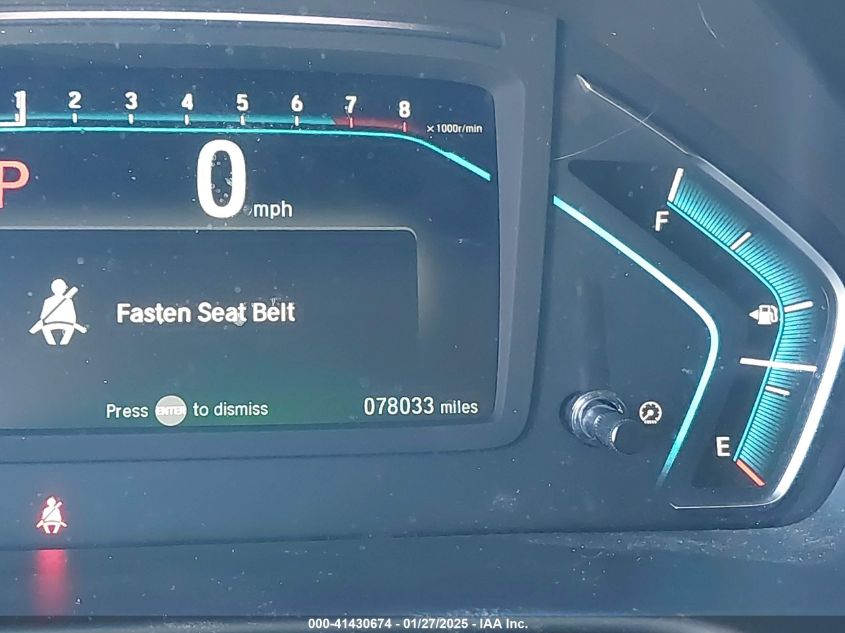 1 2 3 4 5 6 7 8
×1000r/min
P
0 mph
F
Fasten Seat Belt
Press ENTER to dismiss
078033 miles
E
000-41430674 - 01/27/2025 - IAA Inc.